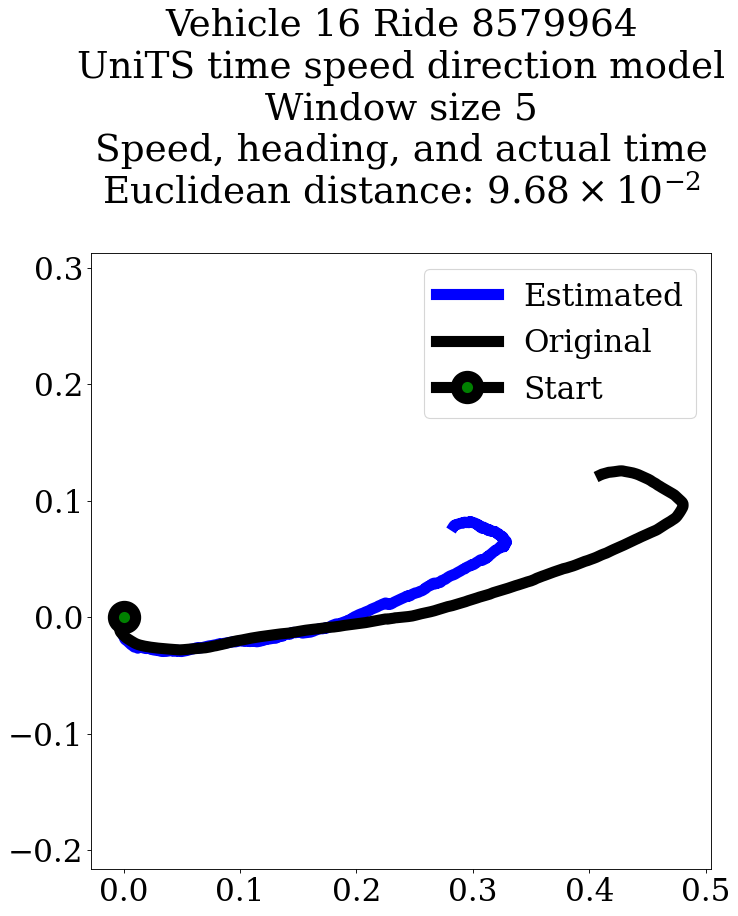 Vehicle 16 Ride 8579964
UniTS time speed direction model
Window size 5
Speed, heading, and actual time
Euclidean distance: 9.68 × 10⁻²
0.3
0.2
0.1
0.0
−0.1
−0.2
Estimated
Original
Start
0.0 0.1 0.2 0.3 0.4 0.5